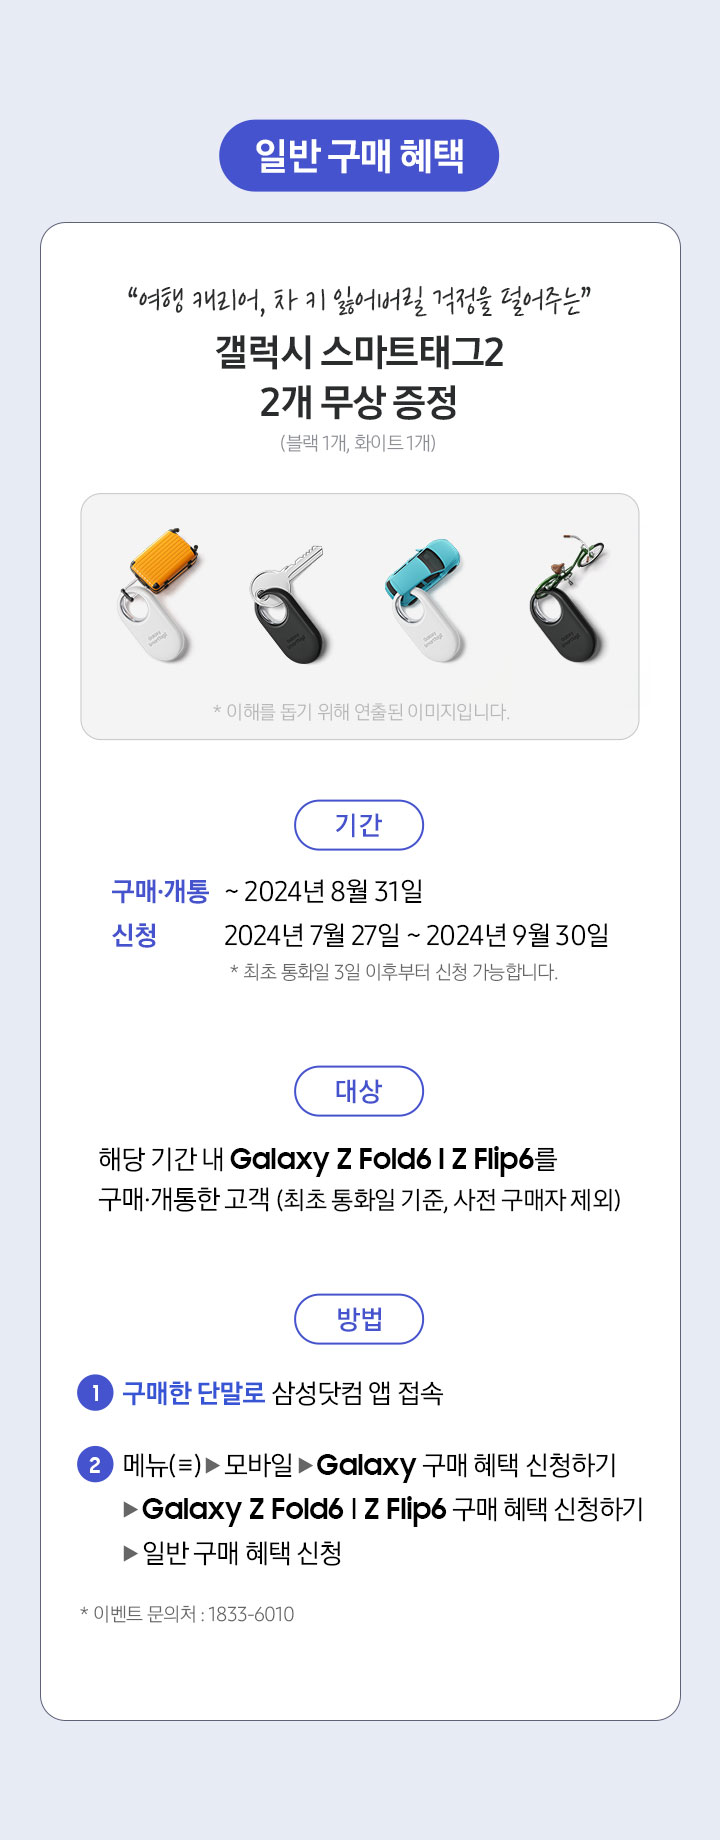 일반 구매 혜택
“여행 캐리어, 차 키 잃어버릴 걱정을 덜어주는”
갤럭시 스마트태그2
2개 무상 증정
(블랙 1개, 화이트 1개)
Galaxy
SmartTag2
Galaxy
SmartTag2
Galaxy
SmartTag2
Galaxy
SmartTag2
* 이해를 돕기 위해 연출된 이미지입니다.
기간
구매·개통 ~ 2024년 8월 31일
신청 2024년 7월 27일 ~ 2024년 9월 30일
* 최초 통화일 3일 이후부터 신청 가능합니다.
대상
해당 기간 내 Galaxy Z Fold6 I Z Flip6를
구매·개통한 고객 (최초 통화일 기준, 사전 구매자 제외)
방법
1 구매한 단말로 삼성닷컴 앱 접속
2 메뉴(≡)▶모바일▶Galaxy 구매 혜택 신청하기
▶Galaxy Z Fold6 I Z Flip6 구매 혜택 신청하기
▶일반 구매 혜택 신청
* 이벤트 문의처 : 1833-6010